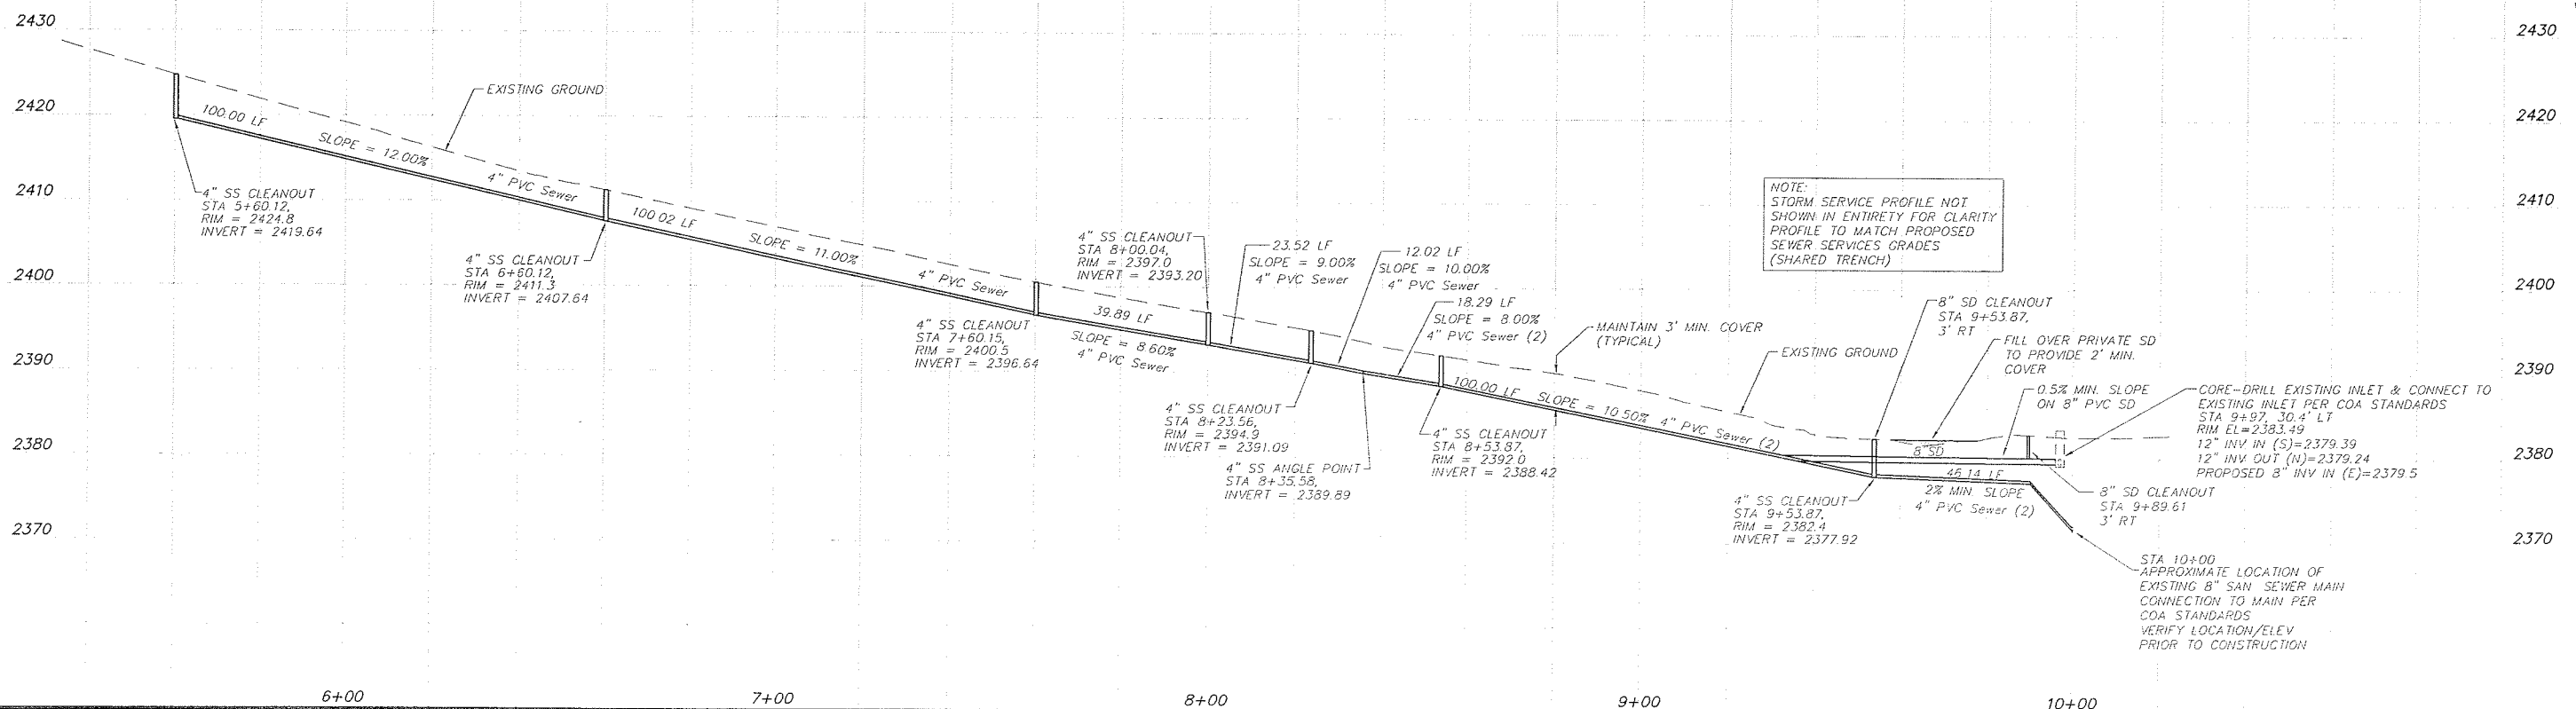 2430
2420
2410
2400
2390
2380
2370
EXISTING GROUND
100.00 LF
SLOPE = 12.00%
4" PVC Sewer
4" SS CLEANOUT
STA 5+60.12,
RIM = 2424.8
INVERT = 2419.64
4" SS CLEANOUT
STA 6+60.12,
RIM = 2411.3
INVERT = 2407.64
100.02 LF
SLOPE = 11.00%
4" PVC Sewer
4" SS CLEANOUT
STA 7+60.15,
RIM = 2400.5
INVERT = 2396.64
39.89 LF
SLOPE = 8.60%
4" PVC Sewer
4" SS CLEANOUT
STA 8+00.04,
RIM = 2397.0
INVERT = 2393.20
23.52 LF
SLOPE = 9.00%
4" PVC Sewer
4" SS CLEANOUT
STA 8+23.56,
RIM = 2394.9
INVERT = 2391.09
12.02 LF
SLOPE = 10.00%
4" PVC Sewer
4" SS ANGLE POINT
STA 8+35.58,
INVERT = 2389.89
18.29 LF
SLOPE = 8.00%
4" PVC Sewer (2)
4" SS CLEANOUT
STA 8+53.87,
RIM = 2392.0
INVERT = 2388.42
MAINTAIN 3' MIN. COVER
(TYPICAL)
100.00 LF SLOPE = 10.50% 4" PVC Sewer (2)
EXISTING GROUND
NOTE:
STORM SERVICE PROFILE NOT
SHOWN IN ENTIRETY FOR CLARITY
PROFILE TO MATCH PROPOSED
SEWER SERVICES GRADES
(SHARED TRENCH)
8" SD CLEANOUT
STA 9+53.87,
3' RT
4" SS CLEANOUT
STA 9+53.87,
RIM = 2382.4
INVERT = 2377.92
FILL OVER PRIVATE SD
TO PROVIDE 2' MIN.
COVER
0.5% MIN. SLOPE
ON 8" PVC SD
8"SD
46.14 LF
2% MIN. SLOPE
4" PVC Sewer (2)
CORE-DRILL EXISTING INLET & CONNECT TO
EXISTING INLET PER COA STANDARDS
STA 9+97, 30.4' LT
RIM EL=2383.49
12" INV IN (S)=2379.39
12" INV OUT (N)=2379.24
PROPOSED 8" INV IN (E)=2379.5
8" SD CLEANOUT
STA 9+89.61
3' RT
STA 10+00
APPROXIMATE LOCATION OF
EXISTING 8" SAN SEWER MAIN
CONNECTION TO MAIN PER
COA STANDARDS
VERIFY LOCATION/ELEV
PRIOR TO CONSTRUCTION
2430
2420
2410
2400
2390
2380
2370
6+00
7+00
8+00
9+00
10+00